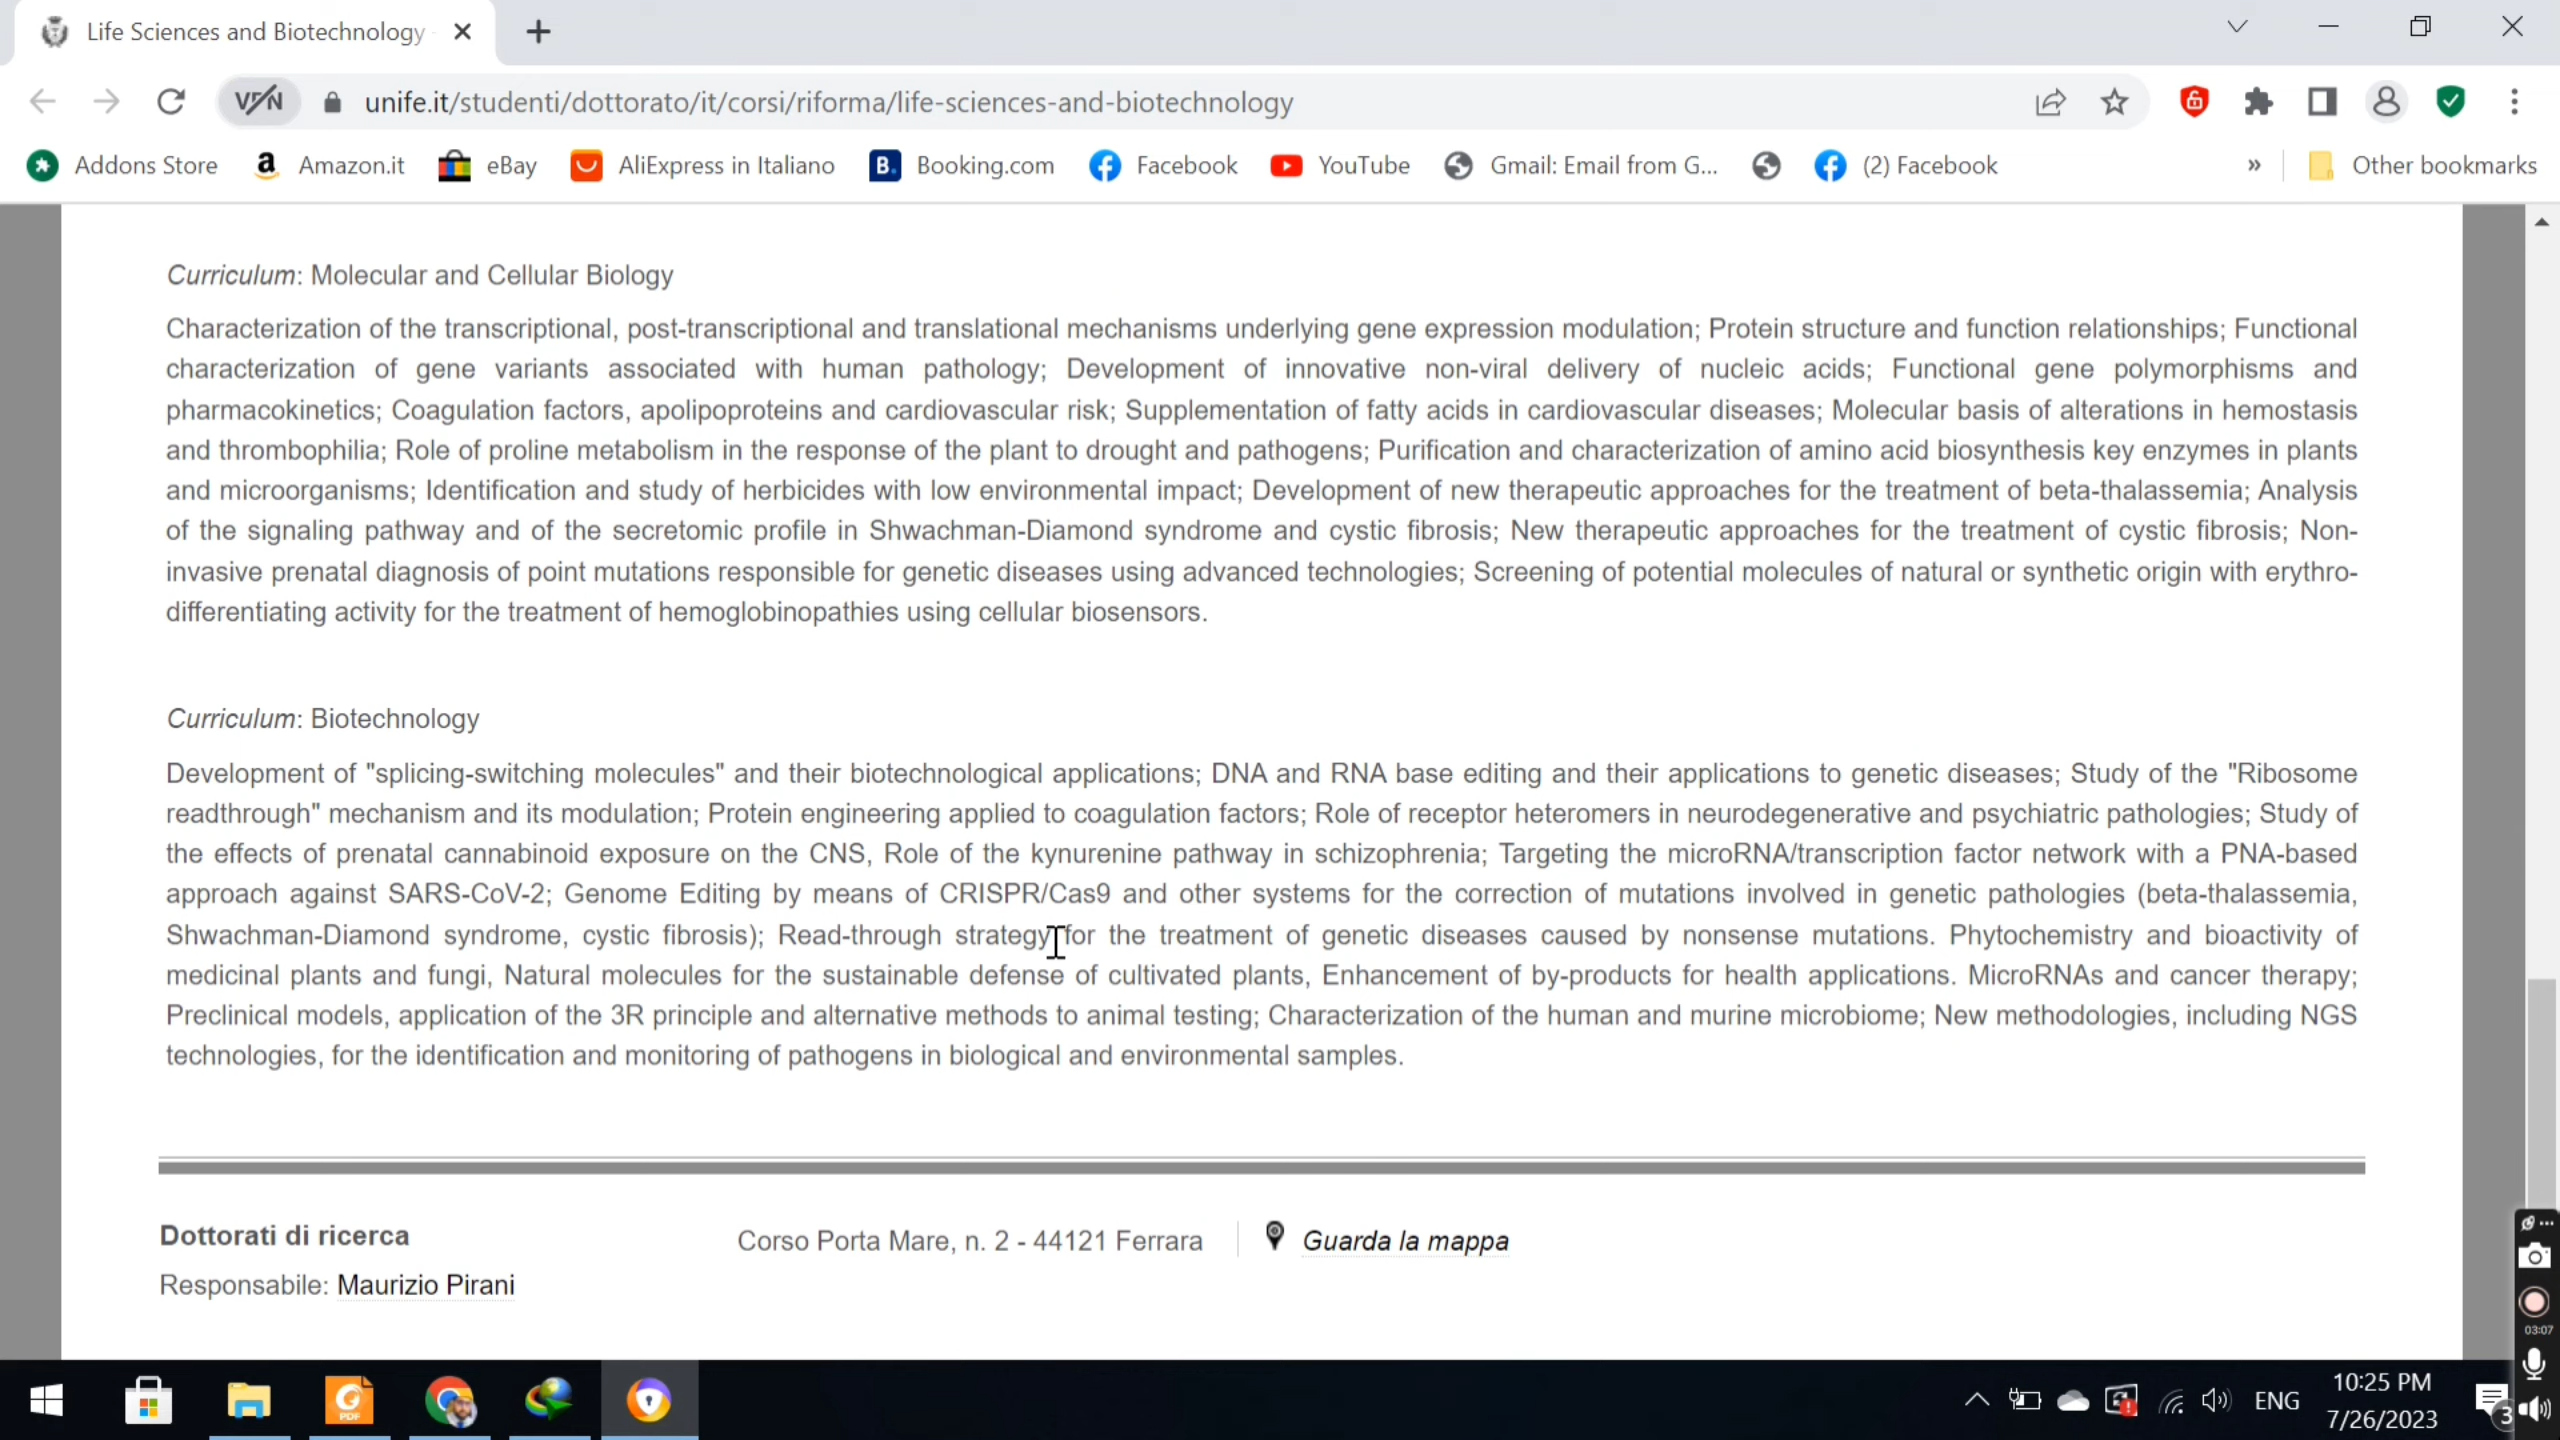 Life Sciences and Biotechnology
VPN
unife.it/studenti/dottorato/it/corsi/riforma/life-sciences-and-biotechnology
Addons Store
Amazon.it
eBay
AliExpress in Italiano
B.
Booking.com
Facebook
YouTube
Gmail: Email from G...
(2) Facebook
»
Other bookmarks
Curriculum: Molecular and Cellular Biology
Characterization of the transcriptional, post-transcriptional and translational mechanisms underlying gene expression modulation; Protein structure and function relationships; Functional
characterization of gene variants associated with human pathology; Development of innovative non-viral delivery of nucleic acids; Functional gene polymorphisms and
pharmacokinetics; Coagulation factors, apolipoproteins and cardiovascular risk; Supplementation of fatty acids in cardiovascular diseases; Molecular basis of alterations in hemostasis
and thrombophilia; Role of proline metabolism in the response of the plant to drought and pathogens; Purification and characterization of amino acid biosynthesis key enzymes in plants
and microorganisms; Identification and study of herbicides with low environmental impact; Development of new therapeutic approaches for the treatment of beta-thalassemia; Analysis
of the signaling pathway and of the secretomic profile in Shwachman-Diamond syndrome and cystic fibrosis; New therapeutic approaches for the treatment of cystic fibrosis; Non-
invasive prenatal diagnosis of point mutations responsible for genetic diseases using advanced technologies; Screening of potential molecules of natural or synthetic origin with erythro-
differentiating activity for the treatment of hemoglobinopathies using cellular biosensors.
Curriculum: Biotechnology
Development of "splicing-switching molecules" and their biotechnological applications; DNA and RNA base editing and their applications to genetic diseases; Study of the "Ribosome
readthrough" mechanism and its modulation; Protein engineering applied to coagulation factors; Role of receptor heteromers in neurodegenerative and psychiatric pathologies; Study of
the effects of prenatal cannabinoid exposure on the CNS, Role of the kynurenine pathway in schizophrenia; Targeting the microRNA/transcription factor network with a PNA-based
approach against SARS-CoV-2; Genome Editing by means of CRISPR/Cas9 and other systems for the correction of mutations involved in genetic pathologies (beta-thalassemia,
Shwachman-Diamond syndrome, cystic fibrosis); Read-through strategy for the treatment of genetic diseases caused by nonsense mutations. Phytochemistry and bioactivity of
medicinal plants and fungi, Natural molecules for the sustainable defense of cultivated plants, Enhancement of by-products for health applications. MicroRNAs and cancer therapy;
Preclinical models, application of the 3R principle and alternative methods to animal testing; Characterization of the human and murine microbiome; New methodologies, including NGS
technologies, for the identification and monitoring of pathogens in biological and environmental samples.
Dottorati di ricerca
Responsabile: Maurizio Pirani
Corso Porta Mare, n. 2 - 44121 Ferrara
Guarda la mappa
03:07
PDF
ENG
10:25 PM
7/26/2023
3